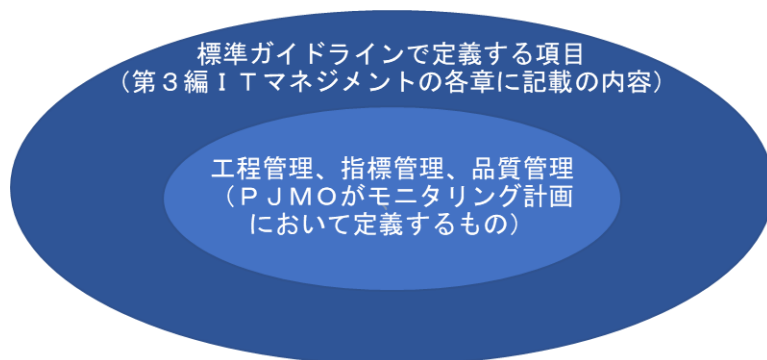 標準ガイドラインで定義する項目
（第３編ＩＴマネジメントの各章に記載の内容）
工程管理、指標管理、品質管理
（ＰＪＭＯがモニタリング計画
において定義するもの）